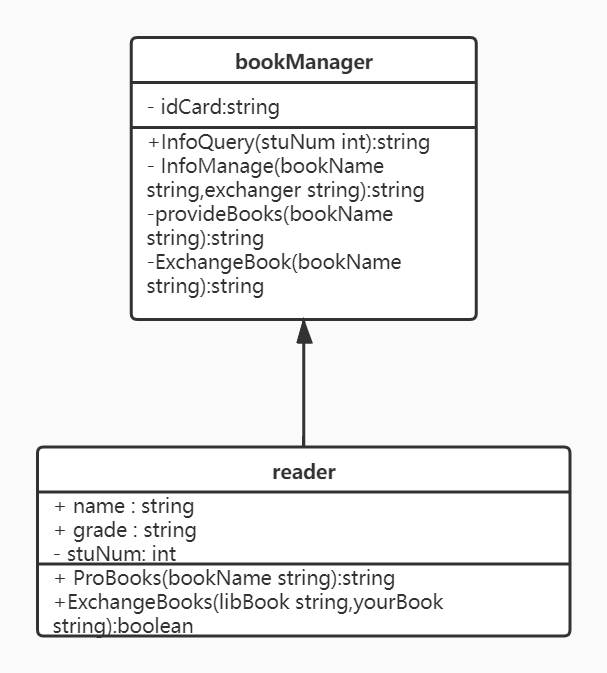 bookManager
- idCard:string
+InfoQuery(stuNum int):string
- InfoManage(bookName
string,exchanger string):string
-provideBooks(bookName
string):string
-ExchangeBook(bookName
string):string
reader
+ name : string
+ grade : string
- stuNum: int
+ ProBooks(bookName string):string
+ExchangeBooks(libBook string,yourBook
string):boolean